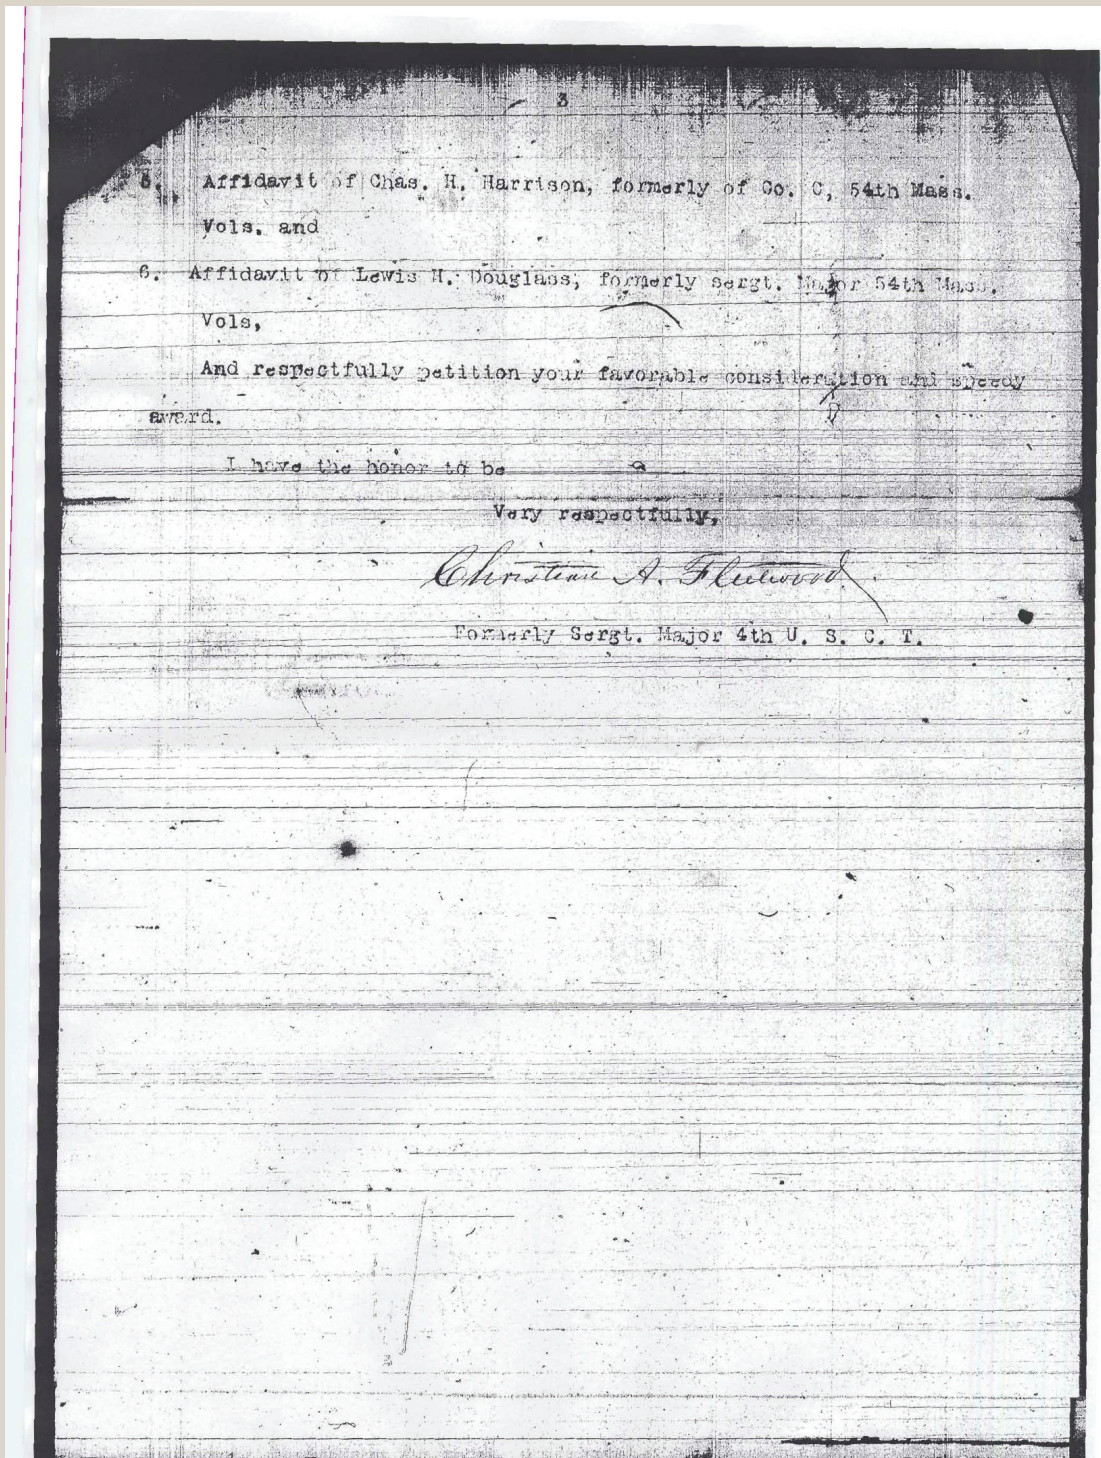 3
5. Affidavit of Chas. H. Harrison, formerly of Co. C, 54th Mass.
Vols. and
6. Affidavit of Lewis H. Douglass, formerly sergt. Major 54th Mass.
Vols,
And respectfully petition your favorable consideration and speedy
award.
I have the honor to be
Very respectfully,
Christian A. Fleetwood
Formerly Sergt. Major 4th U. S. C. T.